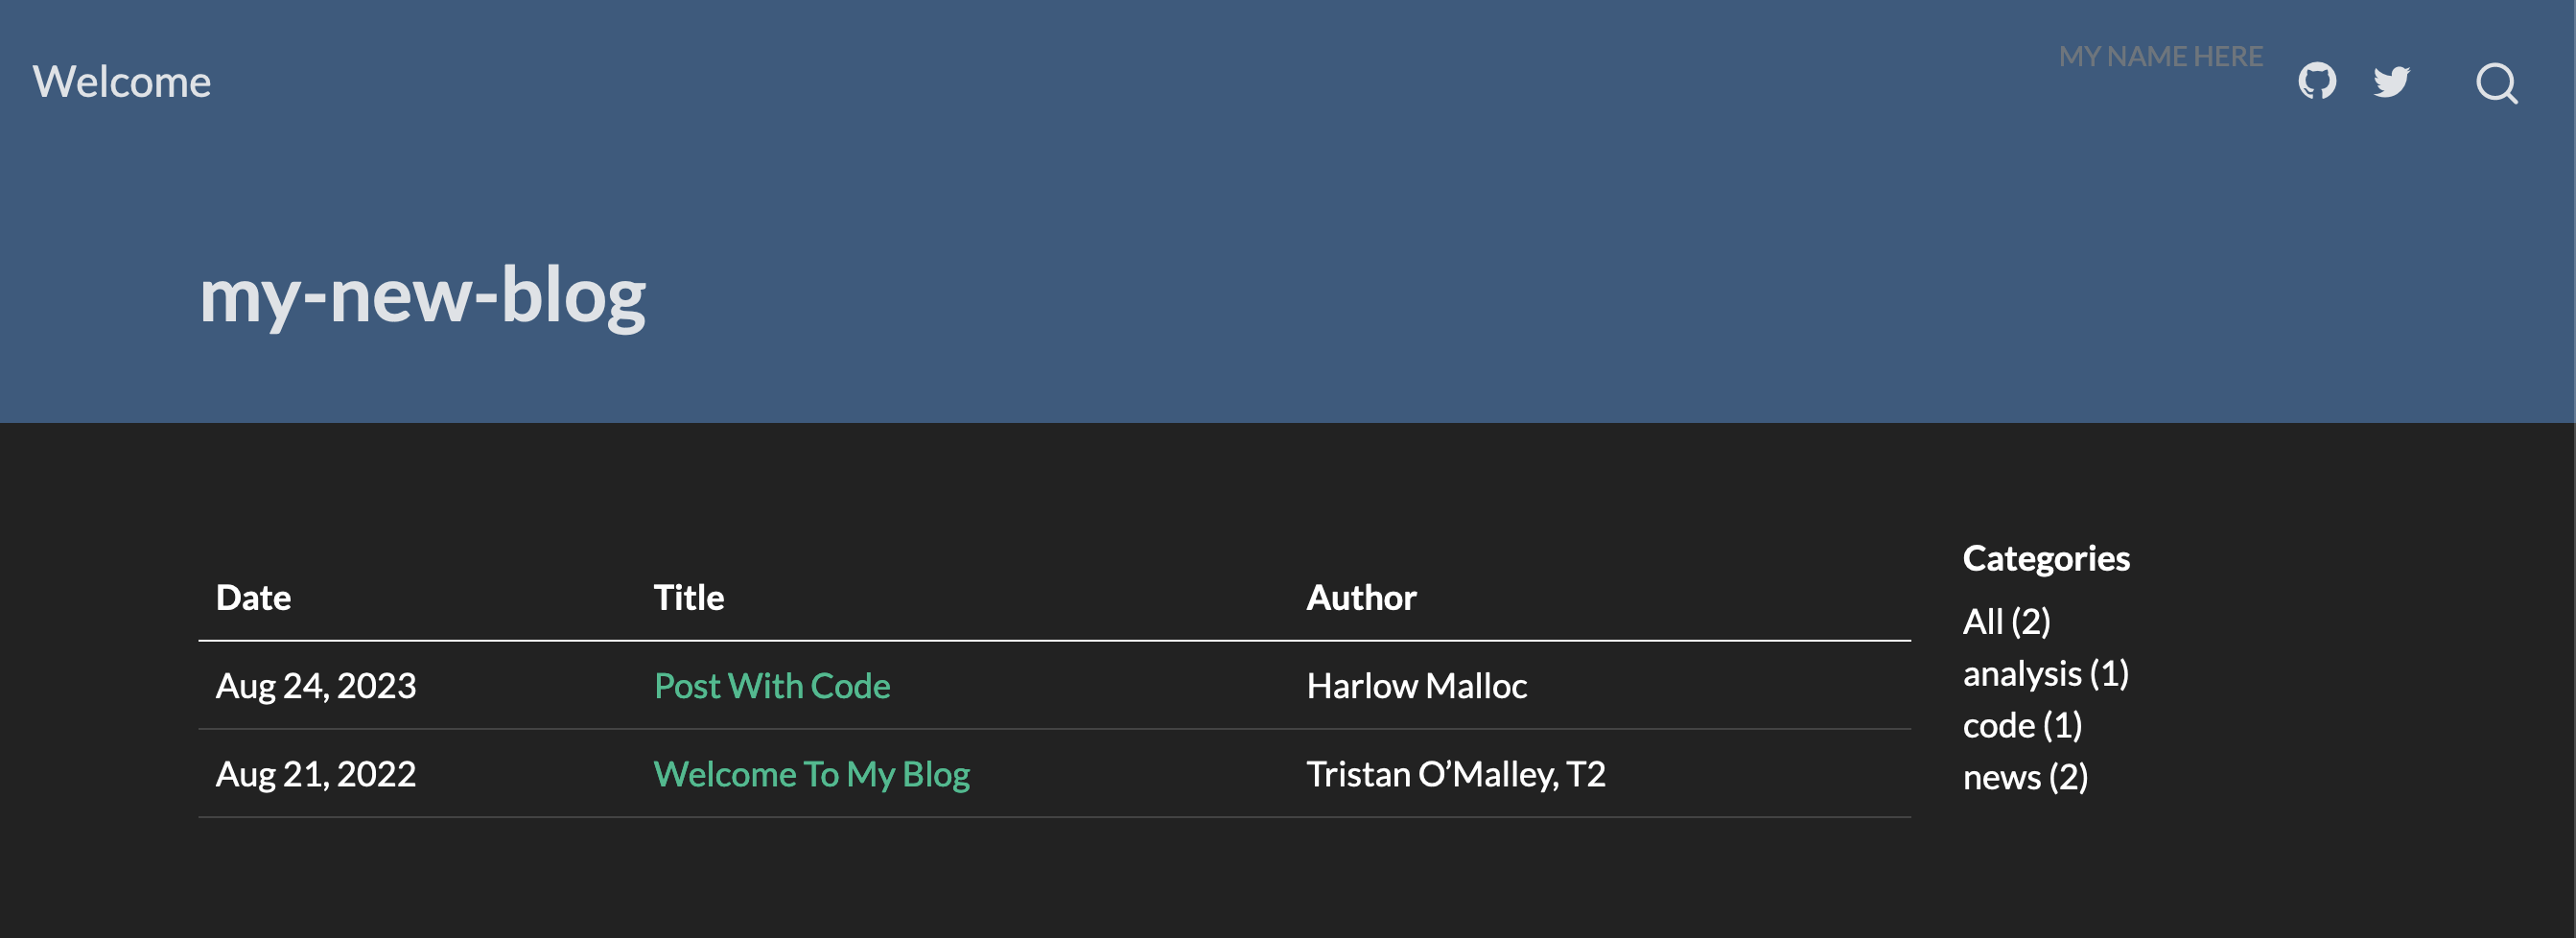 Welcome
MY NAME HERE
my-new-blog
Date Title Author
Aug 24, 2023 Post With Code Harlow Malloc
Aug 21, 2022 Welcome To My Blog Tristan O’Malley, T2
Categories
All (2)
analysis (1)
code (1)
news (2)